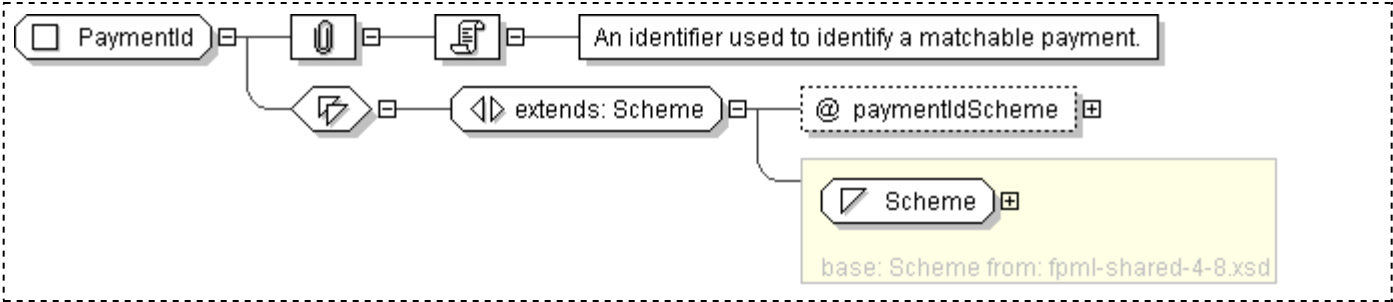 PaymentId
An identifier used to identify a matchable payment.
extends: Scheme
@ paymentIdScheme
Scheme
base: Scheme from: fpml-shared-4-8.xsd